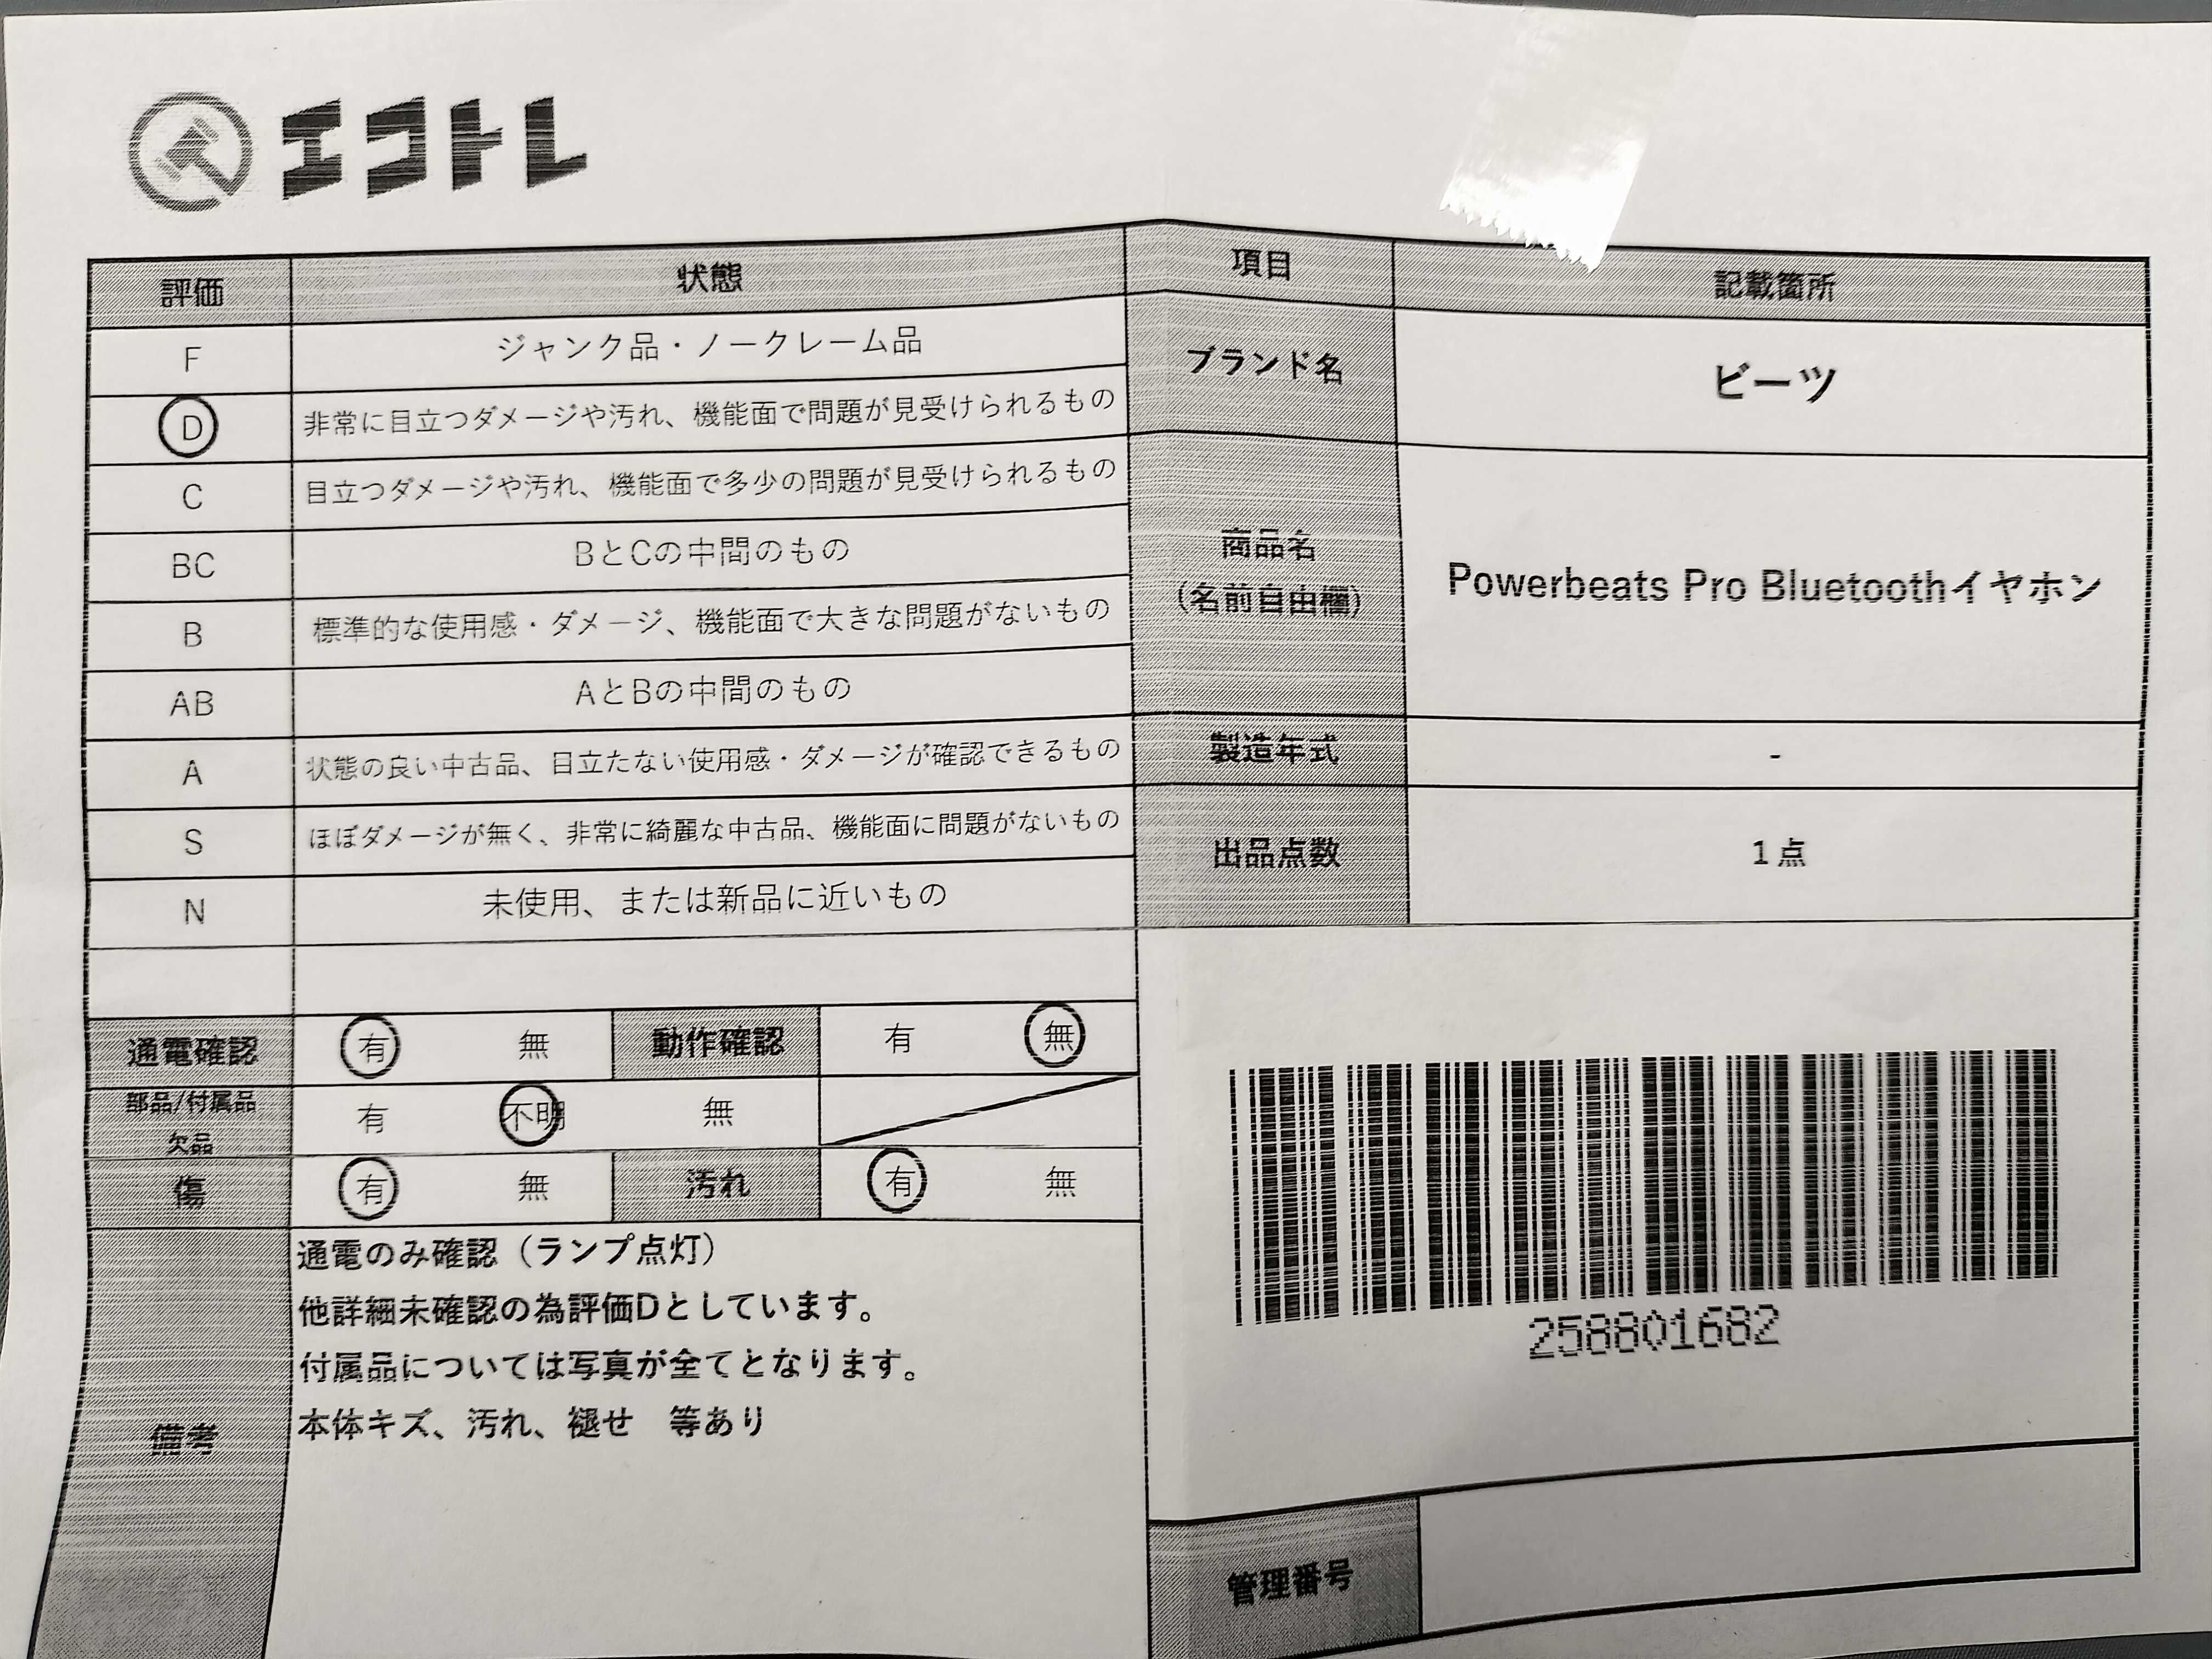 エコトレ
評価 状態
F ジャンク品・ノークレーム品
D 非常に目立つダメージや汚れ、機能面で問題が見受けられるもの
C 目立つダメージや汚れ、機能面で多少の問題が見受けられるもの
BC BとCの中間のもの
B 標準的な使用感・ダメージ、機能面で大きな問題がないもの
AB AとBの中間のもの
A 状態の良い中古品、目立たない使用感・ダメージが確認できるもの
S ほぼダメージが無く、非常に綺麗な中古品、機能面に問題がないもの
N 未使用、または新品に近いもの
通電確認 有 無 動作確認 有 無
部品/付属品
欠品
有 不明 無
傷 有 無 汚れ 有 無
備考
通電のみ確認（ランプ点灯）
他詳細未確認の為評価Dとしています。
付属品については写真が全てとなります。
本体キズ、汚れ、褪せ　等あり
項目 記載箇所
ブランド名 ビーツ
商品名
(名前自由欄)
Powerbeats Pro Bluetoothイヤホン
製造年式 -
出品点数 1点
258801682
管理番号